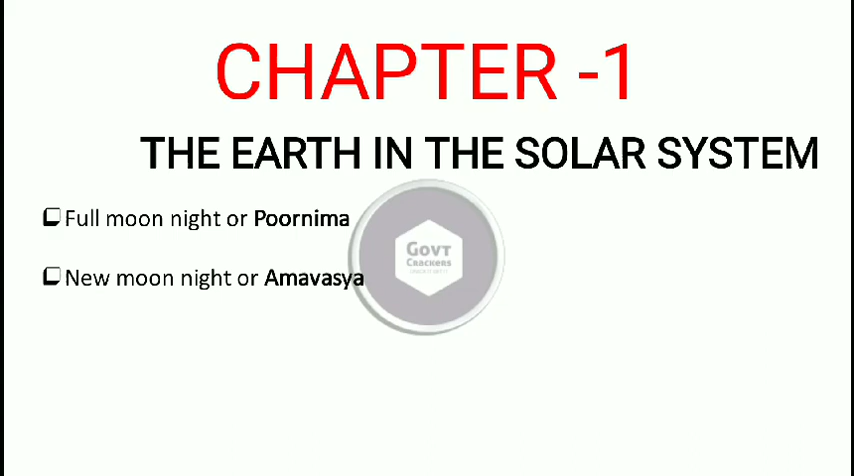 CHAPTER -1
THE EARTH IN THE SOLAR SYSTEM
Full moon night or Poornima
New moon night or Amavasya
GOVT
CRACKERS